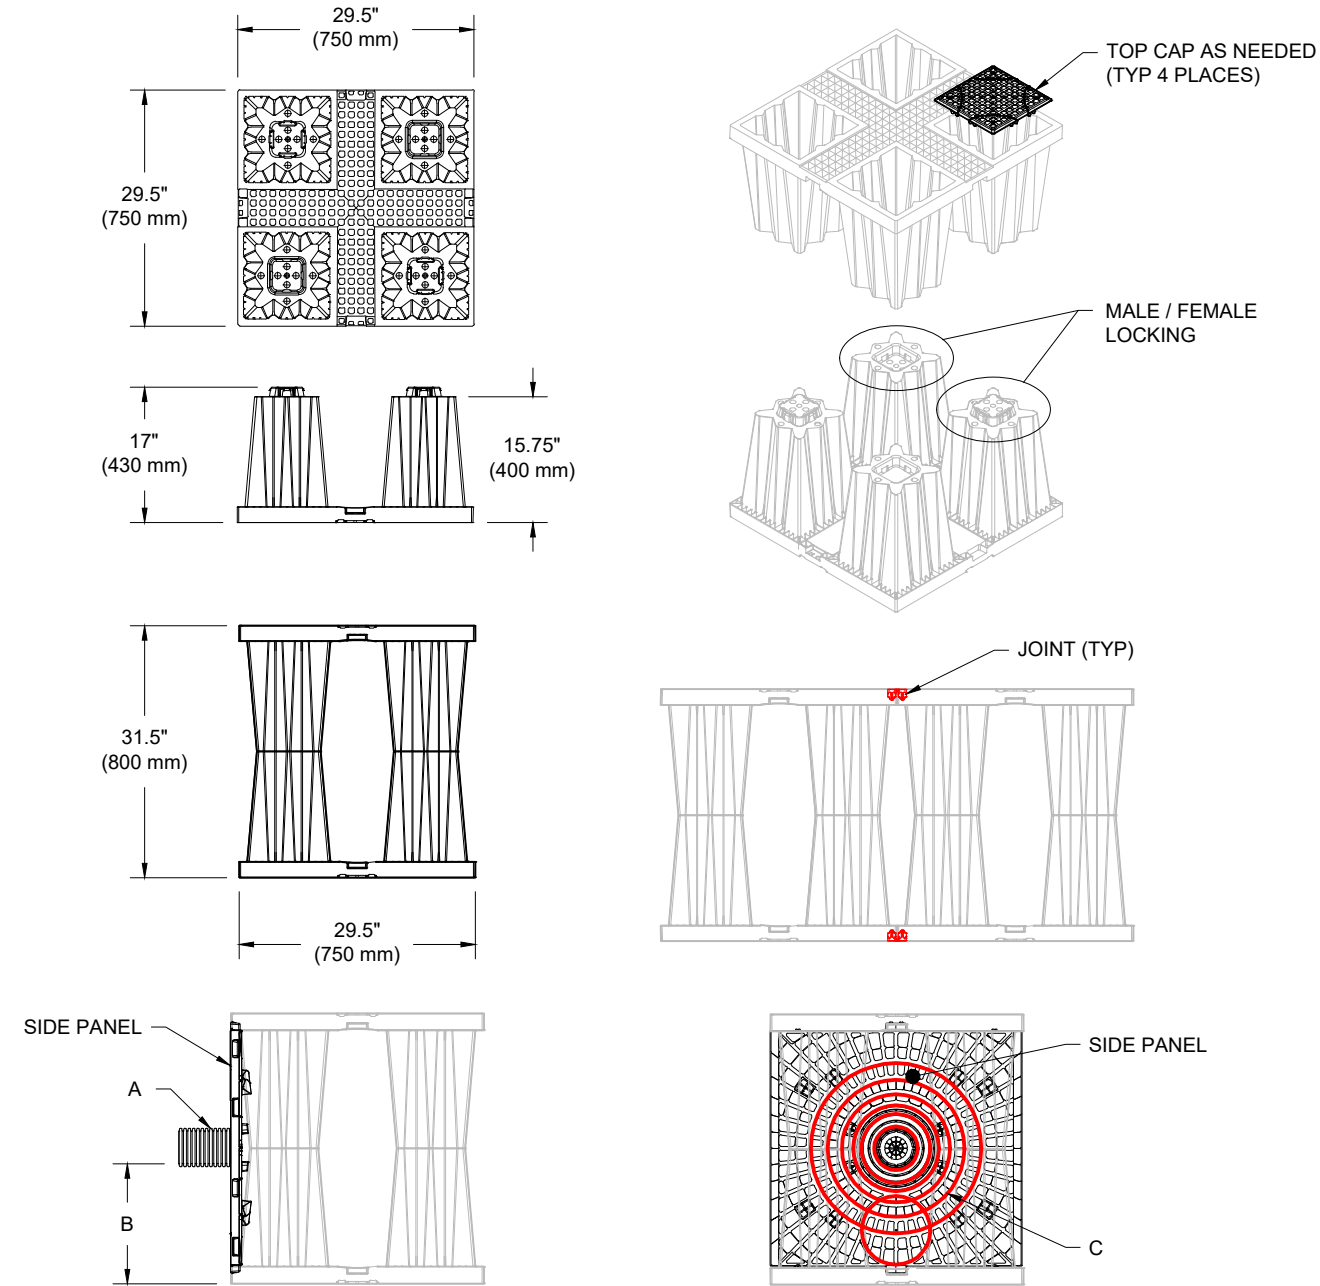 29.5"
(750 mm)
29.5"
(750 mm)
TOP CAP AS NEEDED
(TYP 4 PLACES)
MALE / FEMALE
LOCKING
17"
(430 mm)
15.75"
(400 mm)
31.5"
(800 mm)
29.5"
(750 mm)
JOINT (TYP)
SIDE PANEL
A
B
SIDE PANEL
C